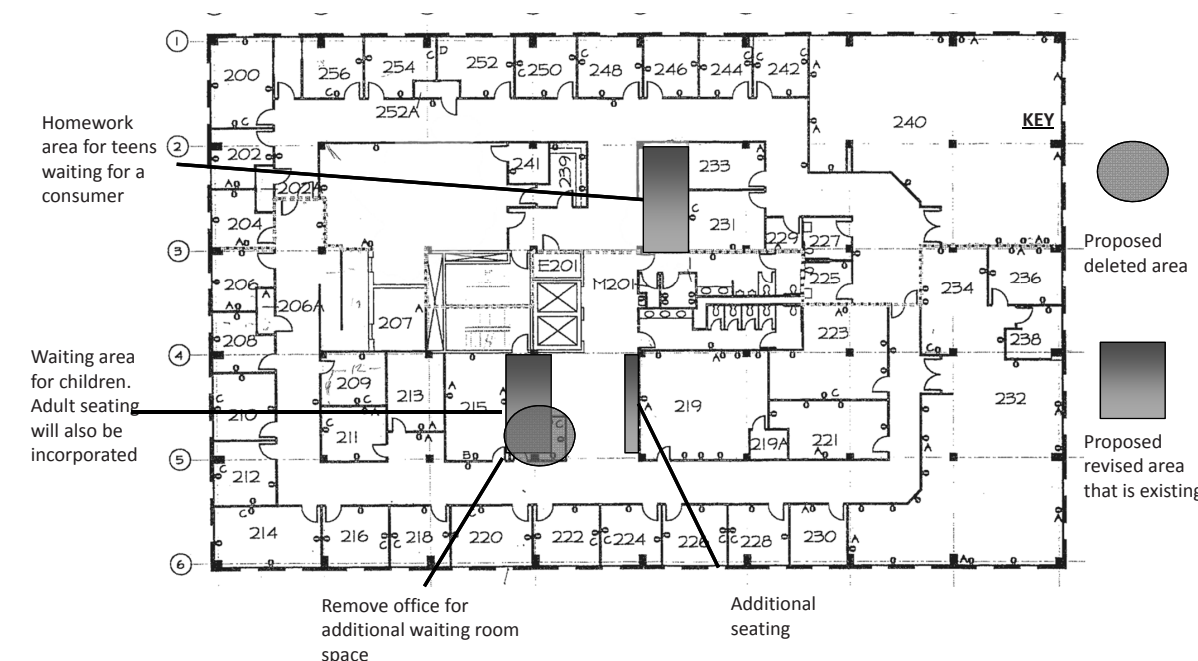 1
200
256
254
C
D
252
250
248
246
244
242
252A
240
KEY
Homework
area for teens
waiting for a
consumer
2
202
202A
204
241
239
233
231
229
227
225
Proposed
deleted area
3
206
206A
208
207
E201
M201
223
234
236
238
Waiting area
for children.
Adult seating
will also be
incorporated
4
209
213
215
219
219A
221
232
210
211
212
Proposed
revised area
that is existing
5
214
216
218
220
222
224
226
228
230
6
Remove office for
additional waiting room
space
Additional
seating